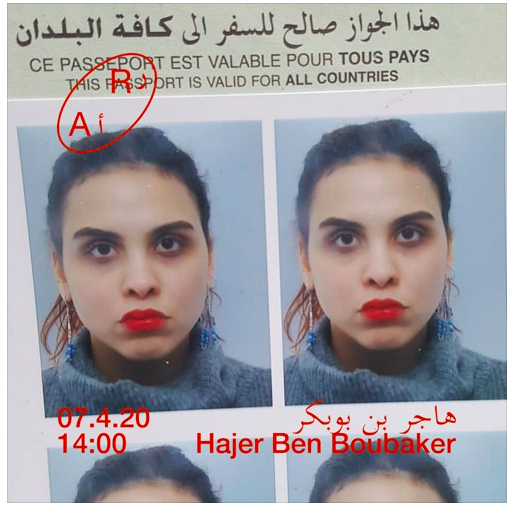 هذا الجواز صالح للسفر الى كافة البلدان
CE PASSEPORT EST VALABLE POUR TOUS PAYS
THIS PASSPORT IS VALID FOR ALL COUNTRIES
R ر
A أ
07.4.20
هاجر بن بوبكر
14:00
Hajer Ben Boubaker